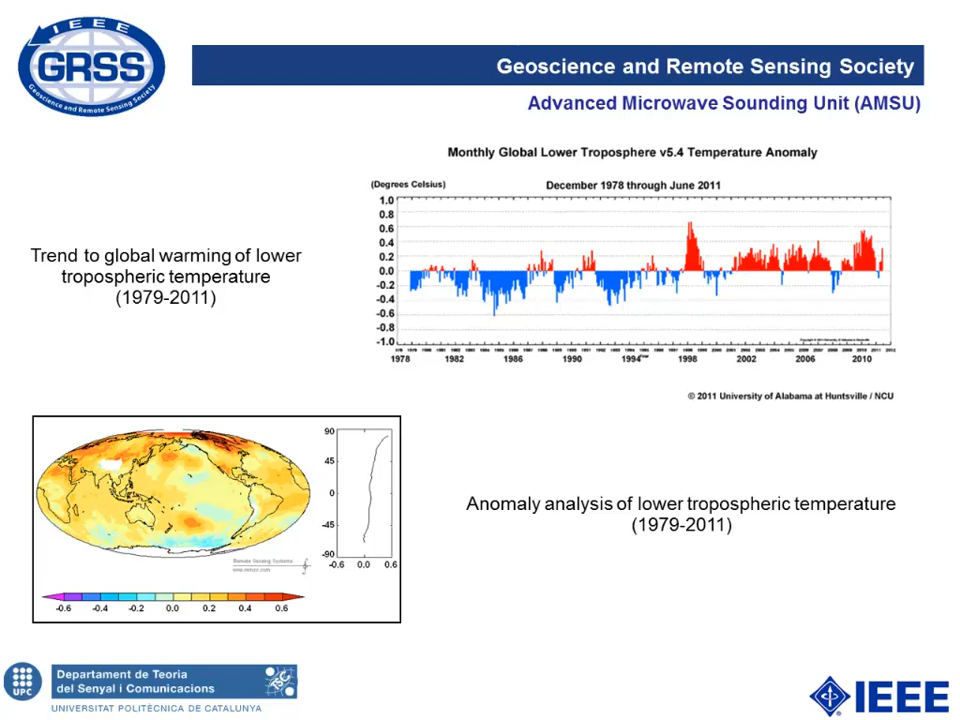 IEEE
GRSS
Geoscience and Remote Sensing Society
Geoscience and Remote Sensing Society
Advanced Microwave Sounding Unit (AMSU)
Monthly Global Lower Troposphere v5.4 Temperature Anomaly
(Degrees Celsius)
December 1978 through June 2011
1.0
0.8
0.6
0.4
0.2
0.0
-0.2
-0.4
-0.6
-0.8
-1.0
1978 1982 1986 1990 1994 1998 2002 2006 2010
© 2011 University of Alabama at Huntsville / NCU
Trend to global warming of lower
tropospheric temperature
(1979-2011)
90
45
0
-45
-90
-0.6 0.0 0.6
Remote Sensing Systems
www.remss.com
-0.6 -0.4 -0.2 0.0 0.2 0.4 0.6
Anomaly analysis of lower tropospheric temperature
(1979-2011)
UPC
Departament de Teoria
del Senyal i Comunicacions
UNIVERSITAT POLITÈCNICA DE CATALUNYA
IEEE